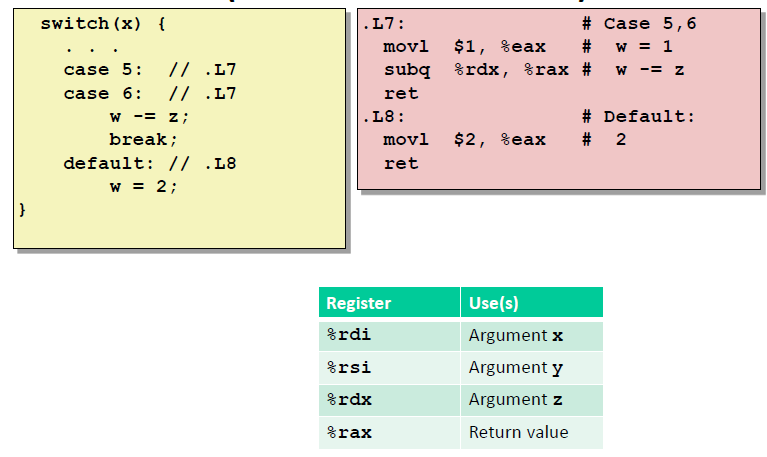 switch(x) {
. . .
case 5:  // .L7
case 6:  // .L7
w -= z;
break;
default: // .L8
w = 2;
}
.L7:               # Case 5,6
movl  $1, %eax   #  w = 1
subq  %rdx, %rax #  w -= z
ret
.L8:               # Default:
movl  $2, %eax   #  2
ret
Register Use(s)
%rdi Argument x
%rsi Argument y
%rdx Argument z
%rax Return value